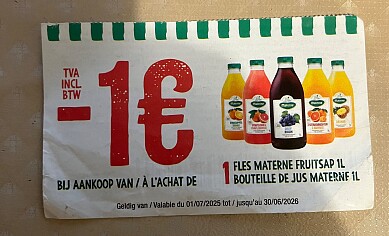 TVA
INCL.
BTW
-1€
BIJ AANKOOP VAN / À L'ACHAT DE
1 FLES MATERNE FRUITSAP 1L
BOUTEILLE DE JUS MATERNE 1L
Geldig van / Valable du 01/07/2025 tot / jusqu'au 30/06/2026